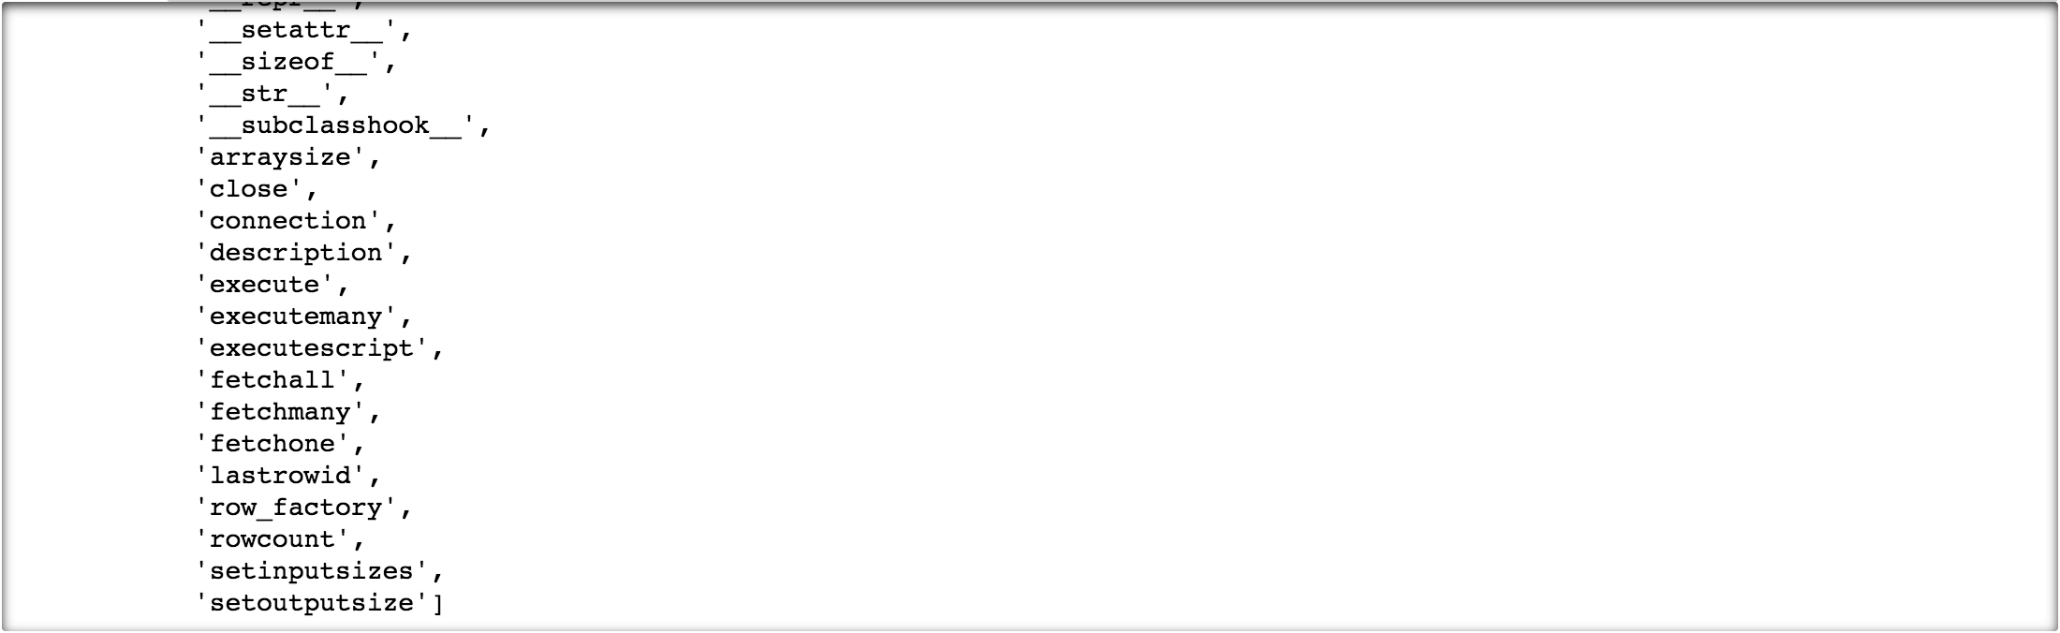 '__repr__',
'__setattr__',
'__sizeof__',
'__str__',
'__subclasshook__',
'arraysize',
'close',
'connection',
'description',
'execute',
'executemany',
'executescript',
'fetchall',
'fetchmany',
'fetchone',
'lastrowid',
'row_factory',
'rowcount',
'setinputsizes',
'setoutputsize']